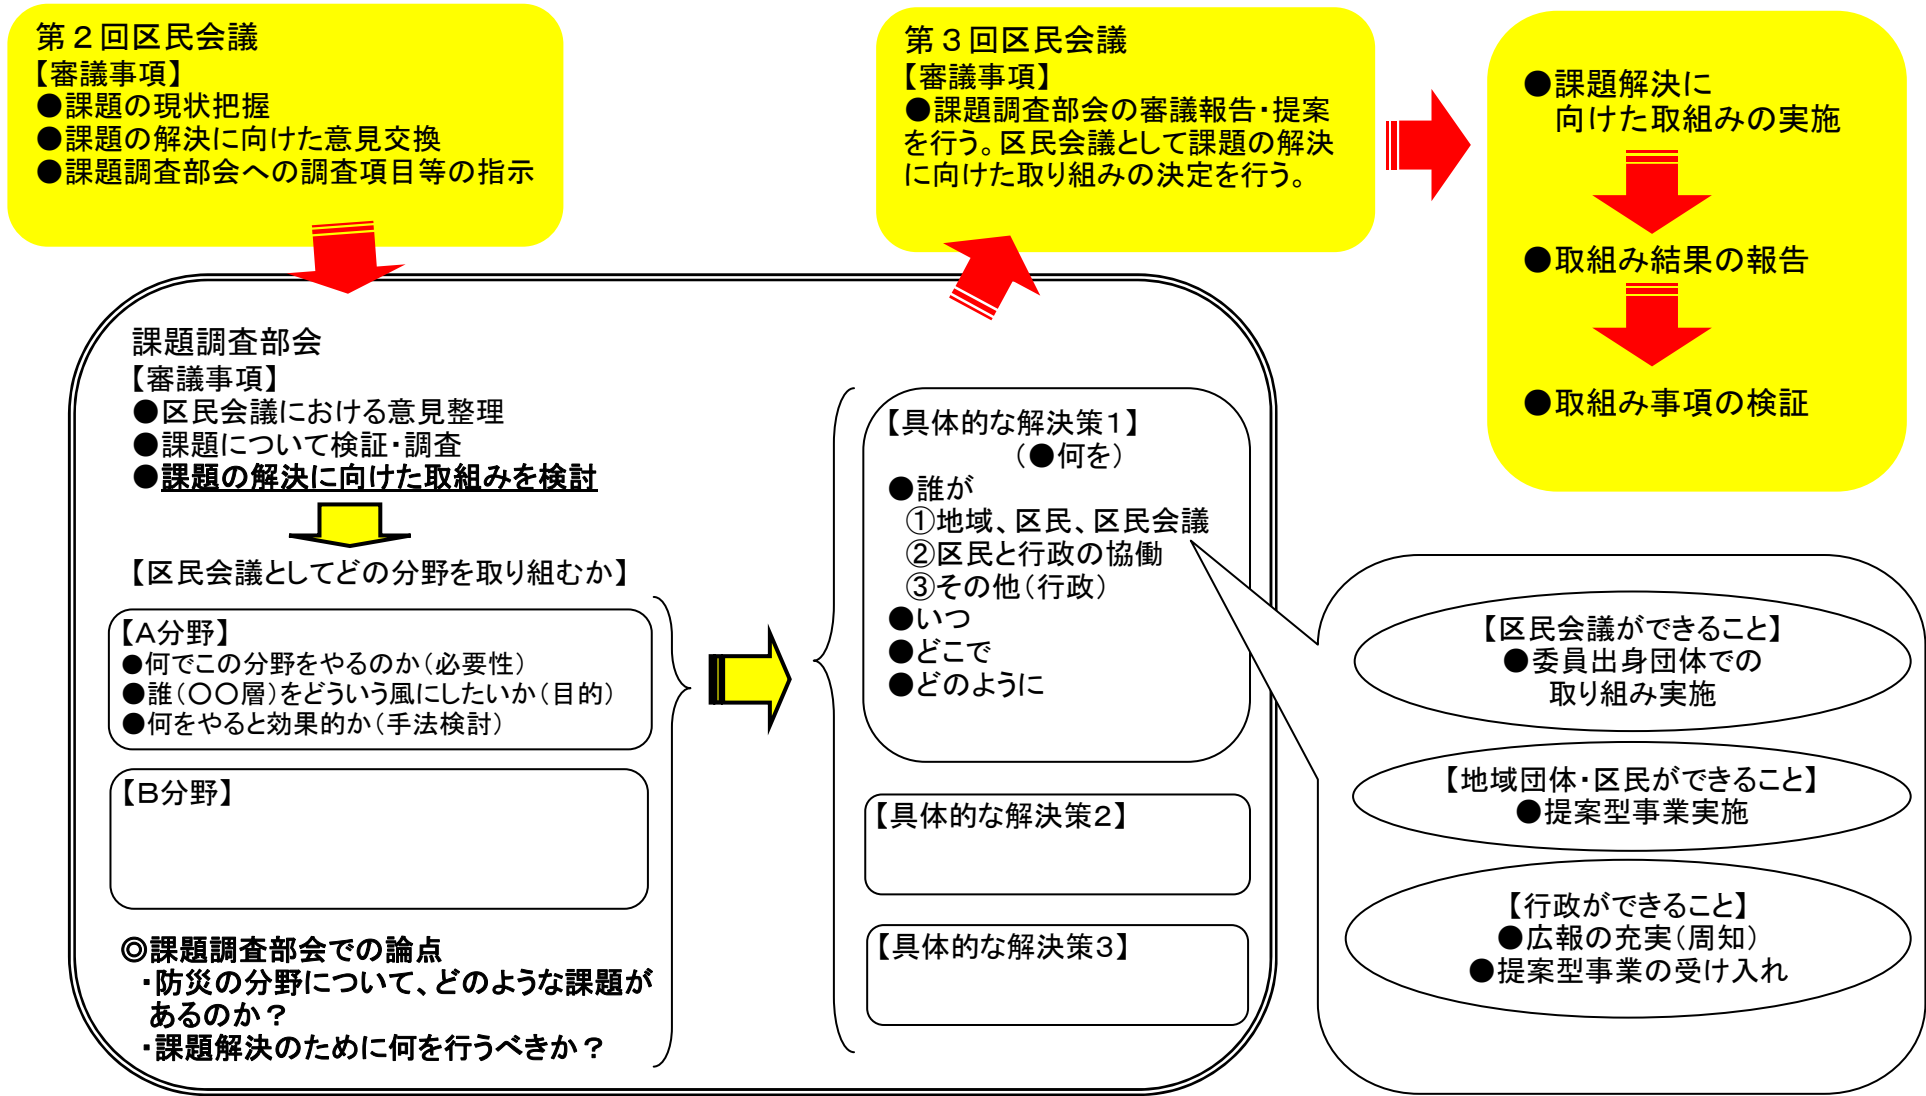 第2回区民会議
【審議事項】
●課題の現状把握
●課題の解決に向けた意見交換
●課題調査部会への調査項目等の指示
第3回区民会議
【審議事項】
●課題調査部会の審議報告・提案
を行う。区民会議として課題の解決
に向けた取り組みの決定を行う。
●課題解決に
向けた取組みの実施
●取組み結果の報告
●取組み事項の検証
課題調査部会
【審議事項】
●区民会議における意見整理
●課題について検証・調査
●課題の解決に向けた取組みを検討
【区民会議としてどの分野を取り組むか】
【A分野】
●何でこの分野をやるのか(必要性)
●誰(〇〇層)をどういう風にしたいか(目的)
●何をやると効果的か(手法検討)
【B分野】
◎課題調査部会での論点
・防災の分野について、どのような課題が
あるのか?
・課題解決のために何を行うべきか?
【具体的な解決策1】
(●何を)
●誰が
①地域、区民、区民会議
②区民と行政の協働
③その他(行政)
●いつ
●どこで
●どのように
【具体的な解決策2】
【具体的な解決策3】
【区民会議ができること】
●委員出身団体での
取り組み実施
【地域団体・区民ができること】
●提案型事業実施
【行政ができること】
●広報の充実(周知)
●提案型事業の受け入れ